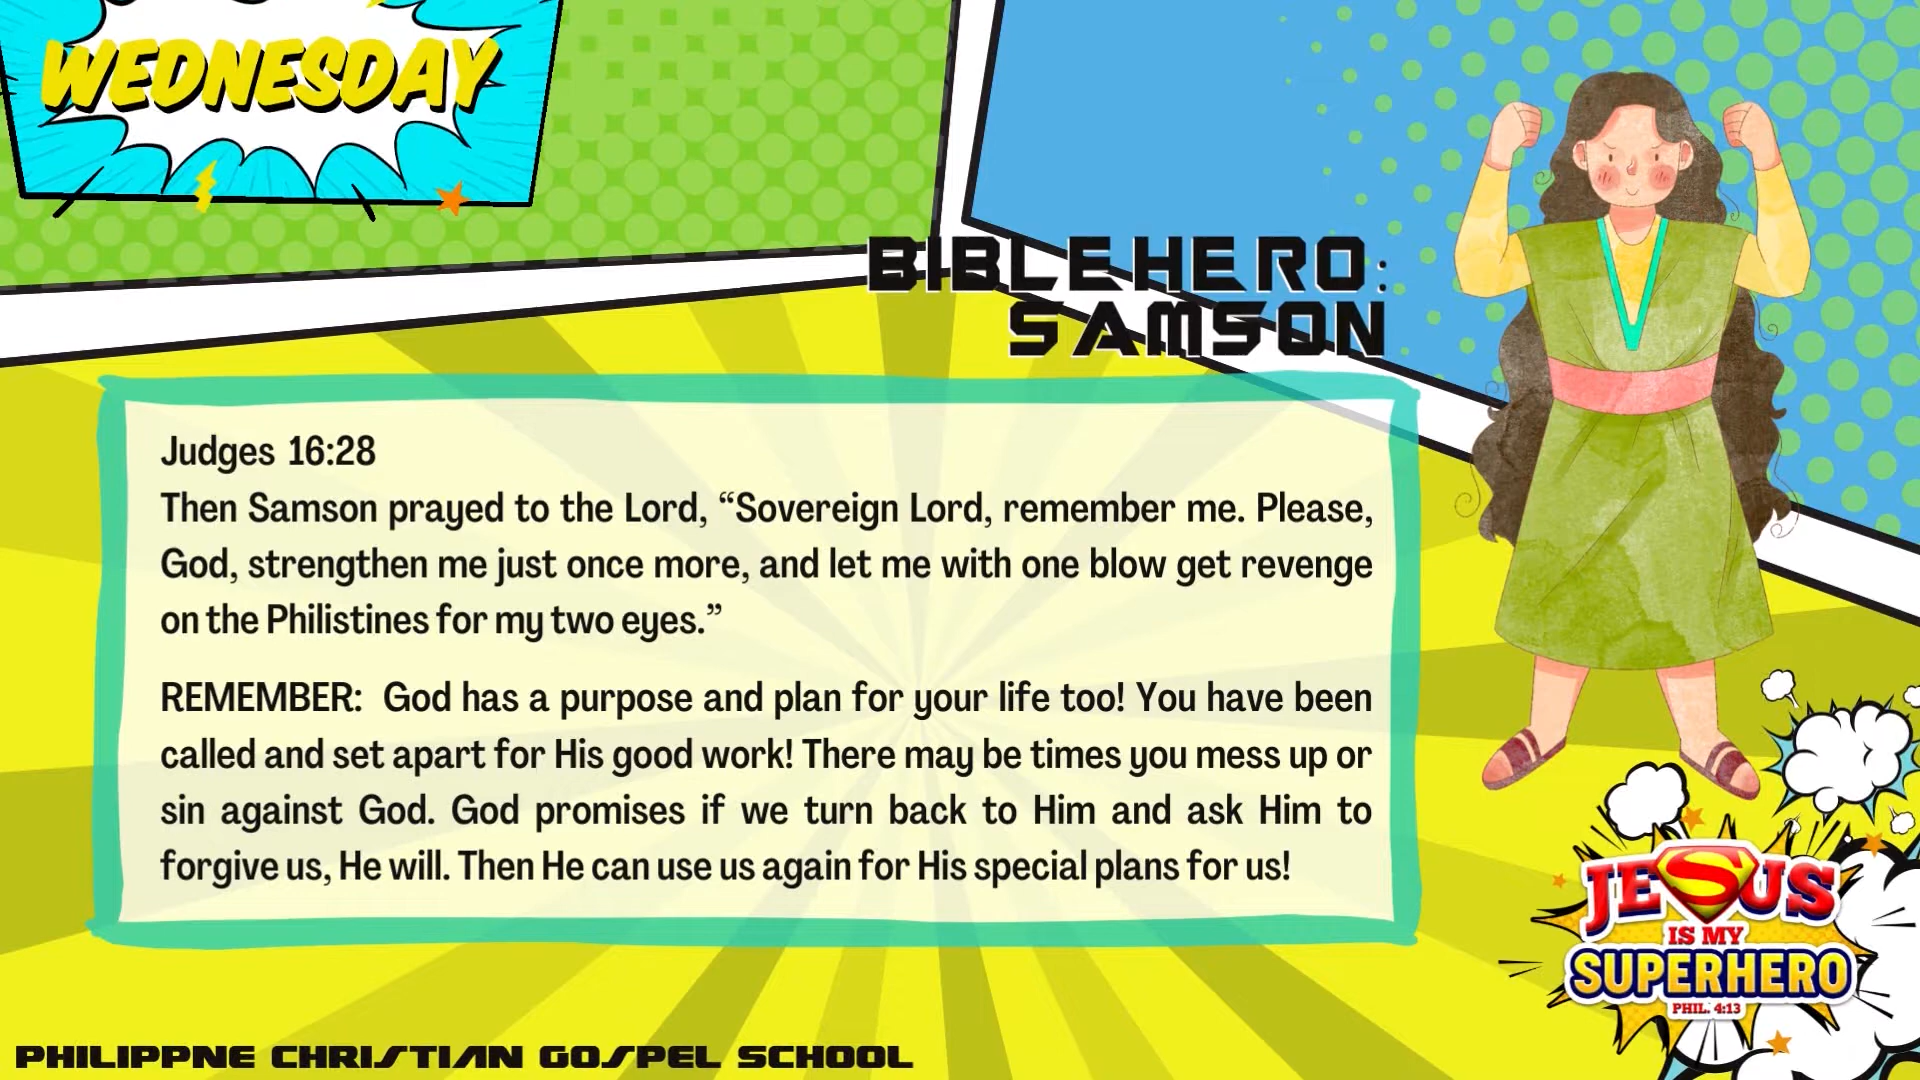 WEDNESDAY
BIBLE HERO:
SAMSON
Judges 16:28
Then Samson prayed to the Lord, “Sovereign Lord, remember me. Please,
God, strengthen me just once more, and let me with one blow get revenge
on the Philistines for my two eyes.”
REMEMBER: God has a purpose and plan for your life too! You have been
called and set apart for His good work! There may be times you mess up or
sin against God. God promises if we turn back to Him and ask Him to
forgive us, He will. Then He can use us again for His special plans for us!
JESUS
IS MY
SUPERHERO
PHIL. 4:13
PHILIPPNE CHRISTIAN GOSPEL SCHOOL